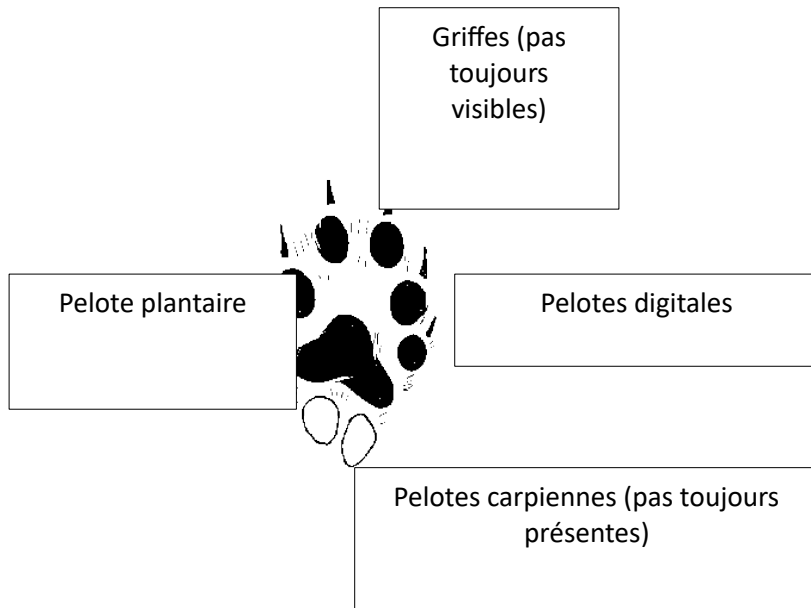 Griffes (pas
toujours
visibles)
Pelote plantaire
Pelotes digitales
Pelotes carpiennes (pas toujours
présentes)